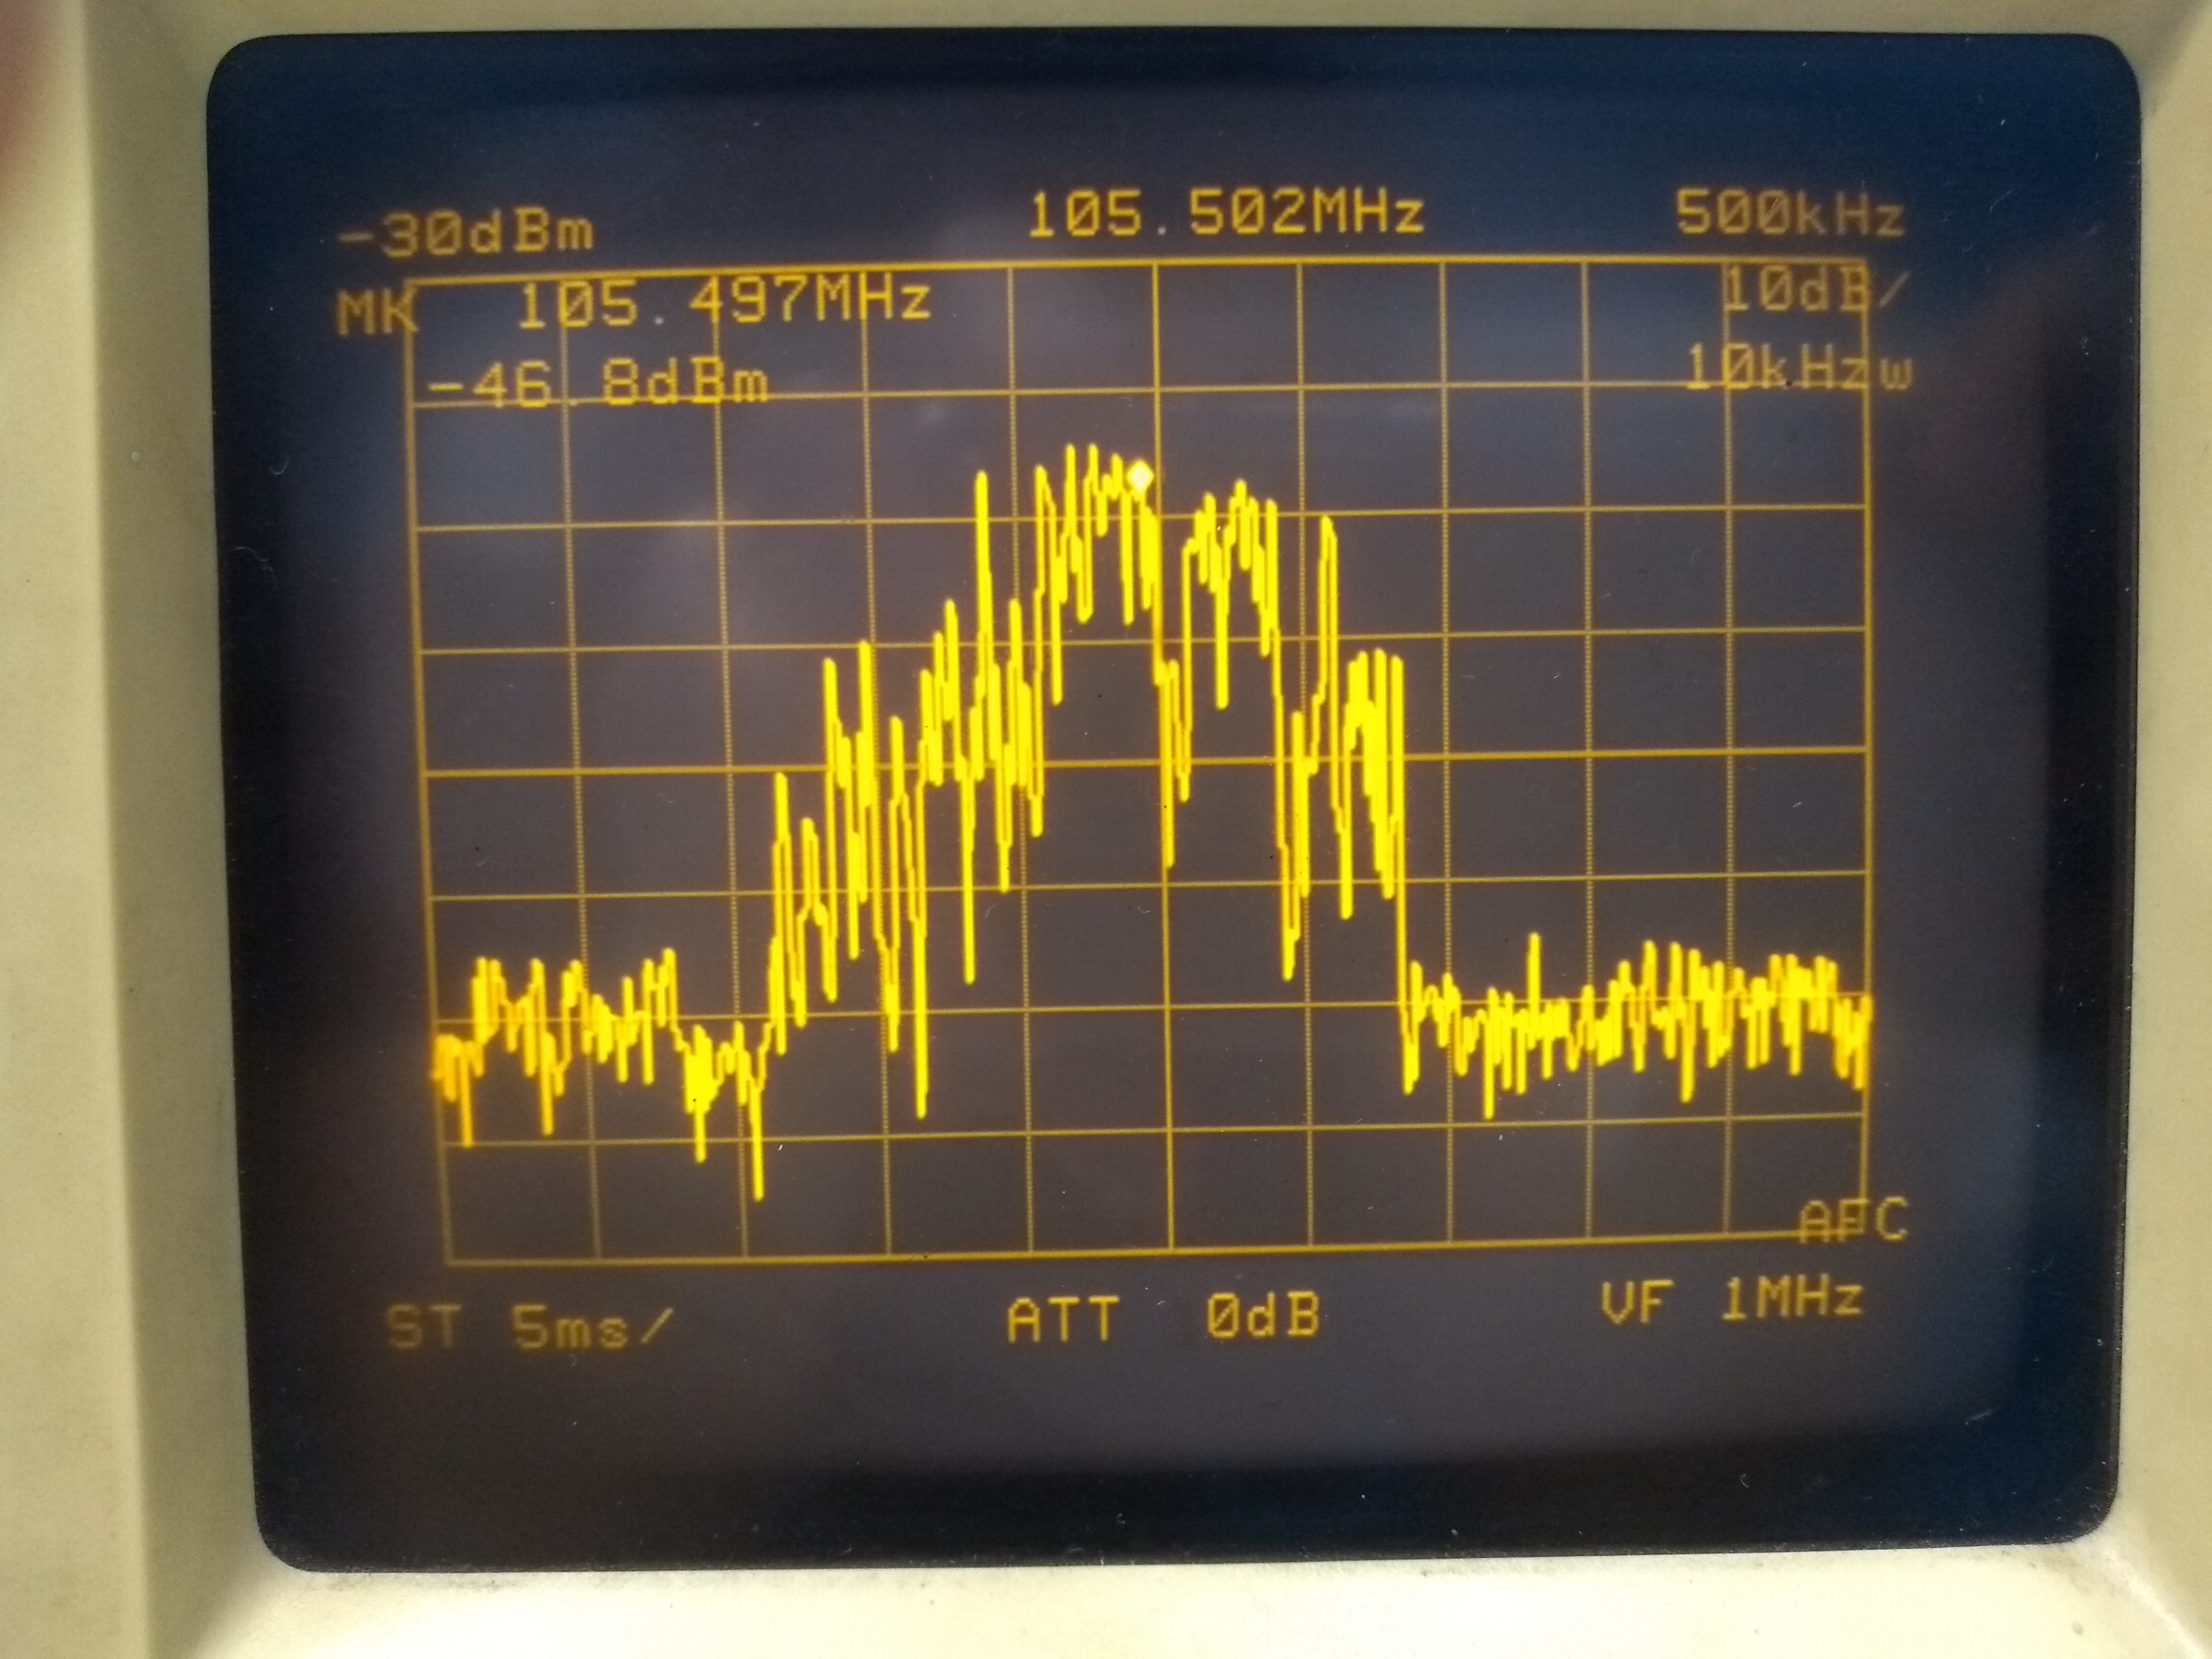 -30dBm 105.502MHz 500kHz
MK 105.497MHz 10dB/
-46.8dBm 10kHzw
AFC
ST 5ms/ ATT 0dB VF 1MHz